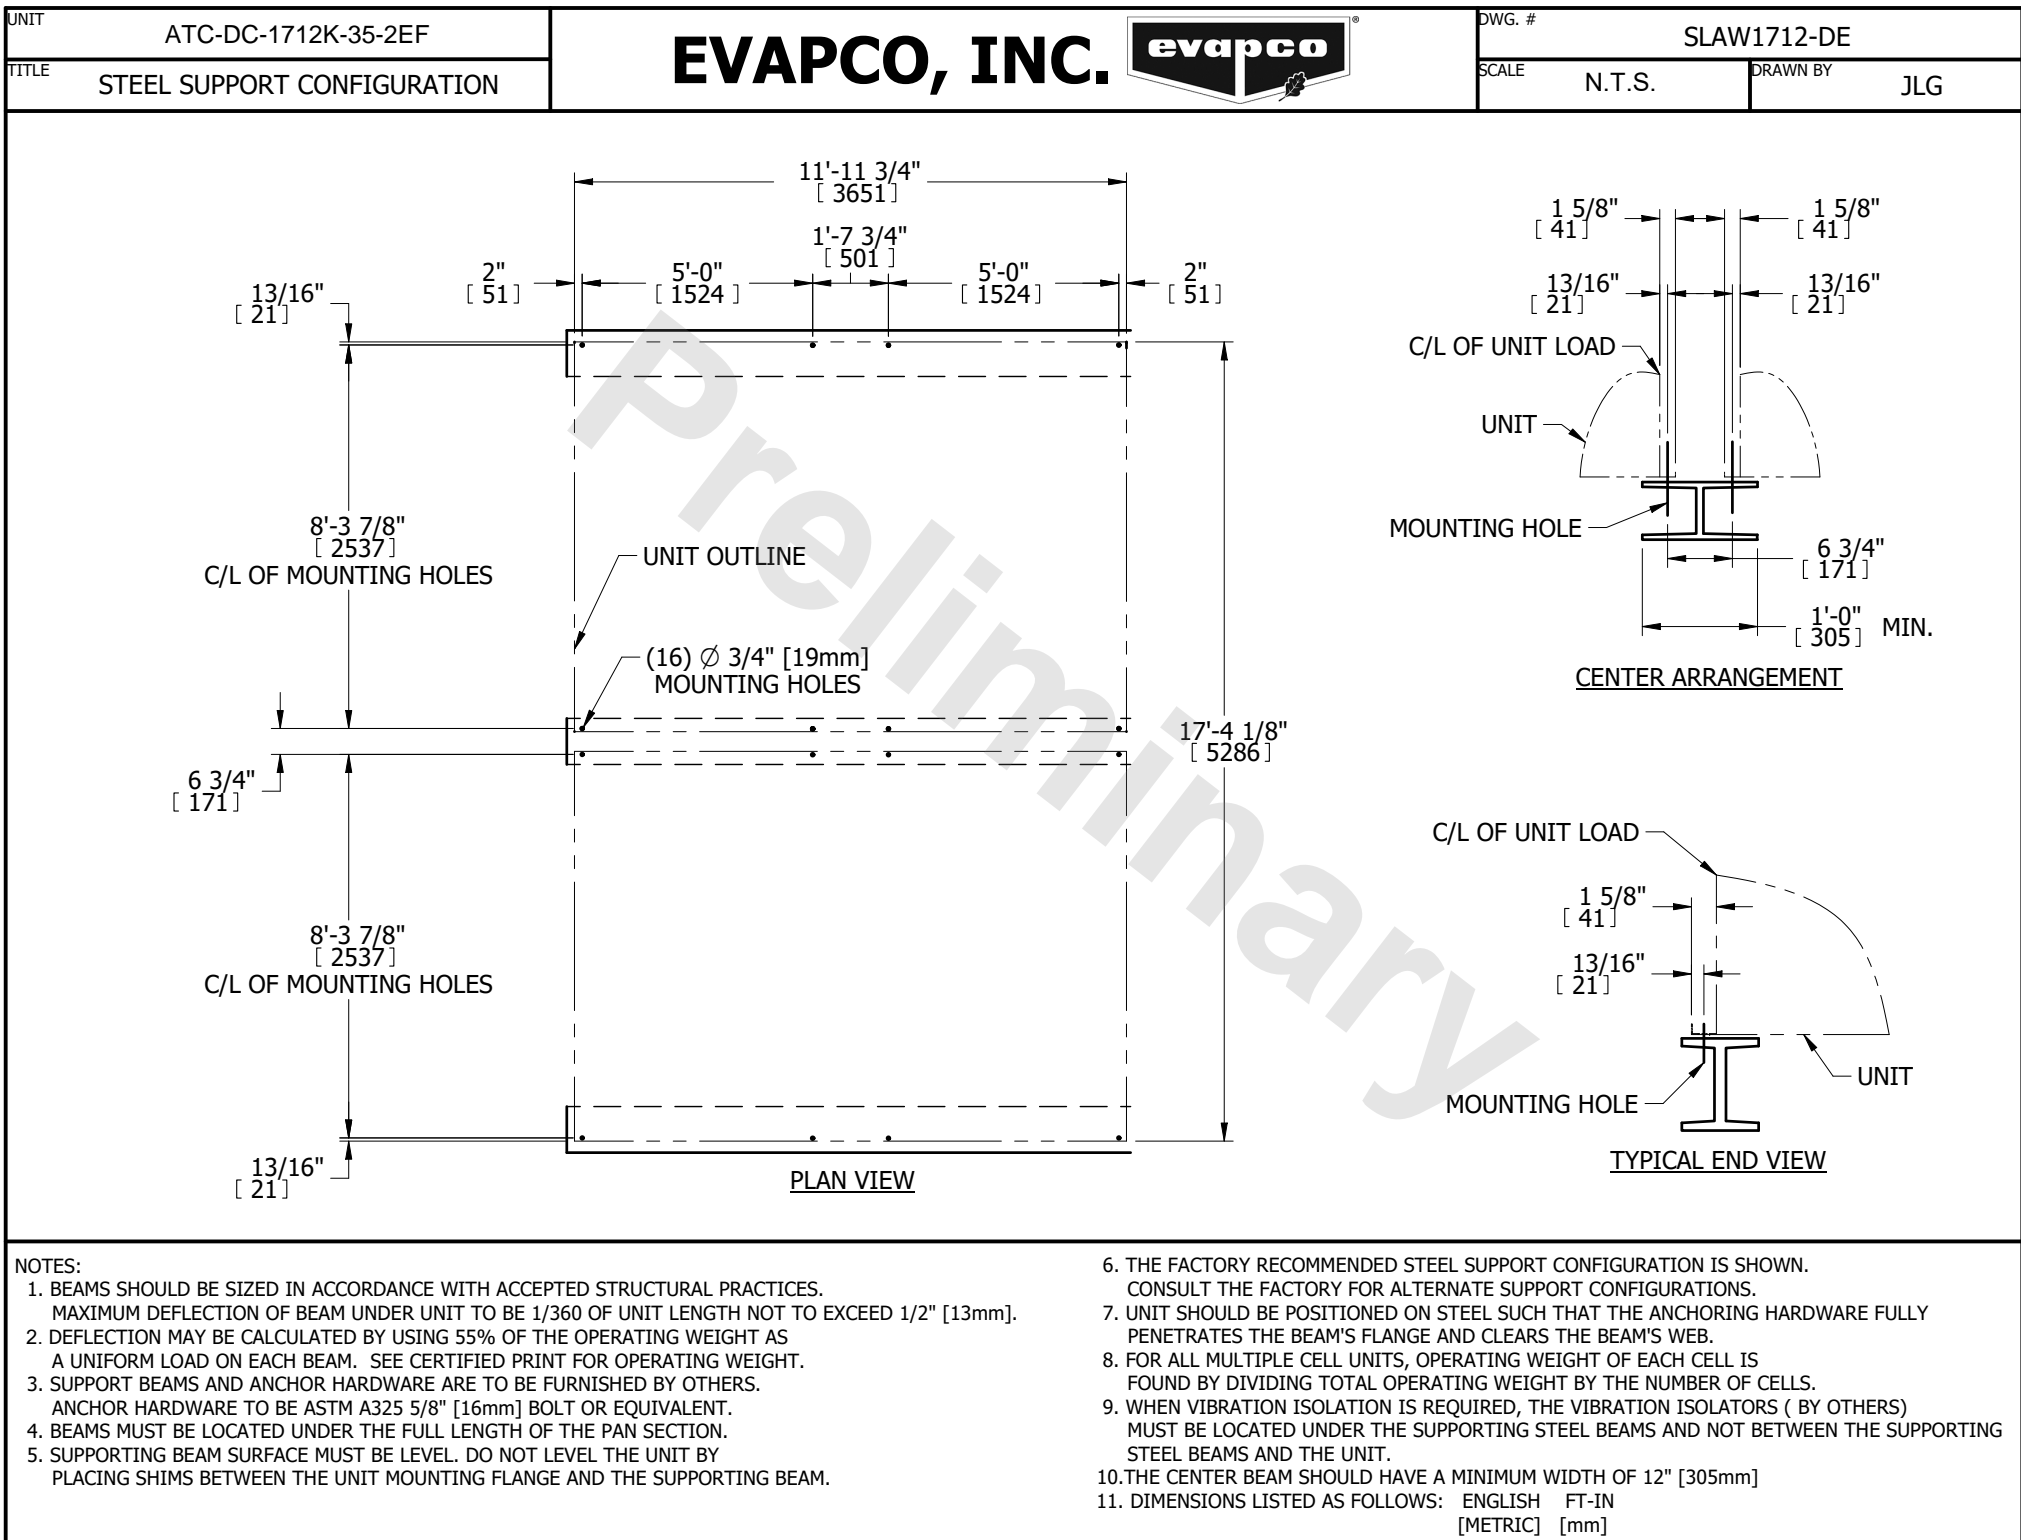 UNIT
ATC-DC-1712K-35-2EF
TITLE
STEEL SUPPORT CONFIGURATION
EVAPCO, INC.
evapco
®
DWG. #
SLAW1712-DE
SCALE
N.T.S.
DRAWN BY
JLG
11'-11 3/4"
[ 3651]
1'-7 3/4"
[ 501 ]
2"
[ 51]
5'-0"
[ 1524 ]
5'-0"
[ 1524]
2"
[ 51]
13/16"
[ 21]
8'-3 7/8"
[ 2537]
C/L OF MOUNTING HOLES
UNIT OUTLINE
(16) Ø 3/4" [19mm]
MOUNTING HOLES
6 3/4"
[ 171]
17'-4 1/8"
[ 5286]
8'-3 7/8"
[ 2537]
C/L OF MOUNTING HOLES
13/16"
[ 21]
PLAN VIEW
Preliminary
1 5/8"
[ 41]
1 5/8"
[ 41]
13/16"
[ 21]
13/16"
[ 21]
C/L OF UNIT LOAD
UNIT
MOUNTING HOLE
6 3/4"
[ 171]
1'-0"
[ 305]
MIN.
CENTER ARRANGEMENT
C/L OF UNIT LOAD
1 5/8"
[ 41]
13/16"
[ 21]
UNIT
MOUNTING HOLE
TYPICAL END VIEW
NOTES:
1. BEAMS SHOULD BE SIZED IN ACCORDANCE WITH ACCEPTED STRUCTURAL PRACTICES.
MAXIMUM DEFLECTION OF BEAM UNDER UNIT TO BE 1/360 OF UNIT LENGTH NOT TO EXCEED 1/2" [13mm].
2. DEFLECTION MAY BE CALCULATED BY USING 55% OF THE OPERATING WEIGHT AS
A UNIFORM LOAD ON EACH BEAM. SEE CERTIFIED PRINT FOR OPERATING WEIGHT.
3. SUPPORT BEAMS AND ANCHOR HARDWARE ARE TO BE FURNISHED BY OTHERS.
ANCHOR HARDWARE TO BE ASTM A325 5/8" [16mm] BOLT OR EQUIVALENT.
4. BEAMS MUST BE LOCATED UNDER THE FULL LENGTH OF THE PAN SECTION.
5. SUPPORTING BEAM SURFACE MUST BE LEVEL. DO NOT LEVEL THE UNIT BY
PLACING SHIMS BETWEEN THE UNIT MOUNTING FLANGE AND THE SUPPORTING BEAM.
6. THE FACTORY RECOMMENDED STEEL SUPPORT CONFIGURATION IS SHOWN.
CONSULT THE FACTORY FOR ALTERNATE SUPPORT CONFIGURATIONS.
7. UNIT SHOULD BE POSITIONED ON STEEL SUCH THAT THE ANCHORING HARDWARE FULLY
PENETRATES THE BEAM'S FLANGE AND CLEARS THE BEAM'S WEB.
8. FOR ALL MULTIPLE CELL UNITS, OPERATING WEIGHT OF EACH CELL IS
FOUND BY DIVIDING TOTAL OPERATING WEIGHT BY THE NUMBER OF CELLS.
9. WHEN VIBRATION ISOLATION IS REQUIRED, THE VIBRATION ISOLATORS ( BY OTHERS)
MUST BE LOCATED UNDER THE SUPPORTING STEEL BEAMS AND NOT BETWEEN THE SUPPORTING
STEEL BEAMS AND THE UNIT.
10.THE CENTER BEAM SHOULD HAVE A MINIMUM WIDTH OF 12" [305mm]
11. DIMENSIONS LISTED AS FOLLOWS: ENGLISH FT-IN
[METRIC] [mm]